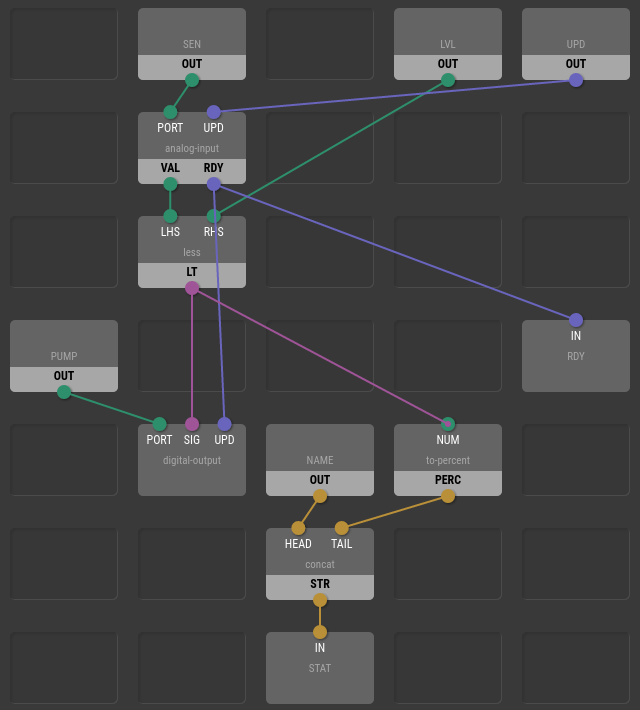 SEN LVL UPD
OUT OUT OUT
PORT UPD
analog-input
VAL RDY
LHS RHS
less
LT
IN
PUMP RDY
OUT
PORT SIG UPD NUM
digital-output NAME to-percent
OUT PERC
HEAD TAIL
concat
STR
IN
STAT